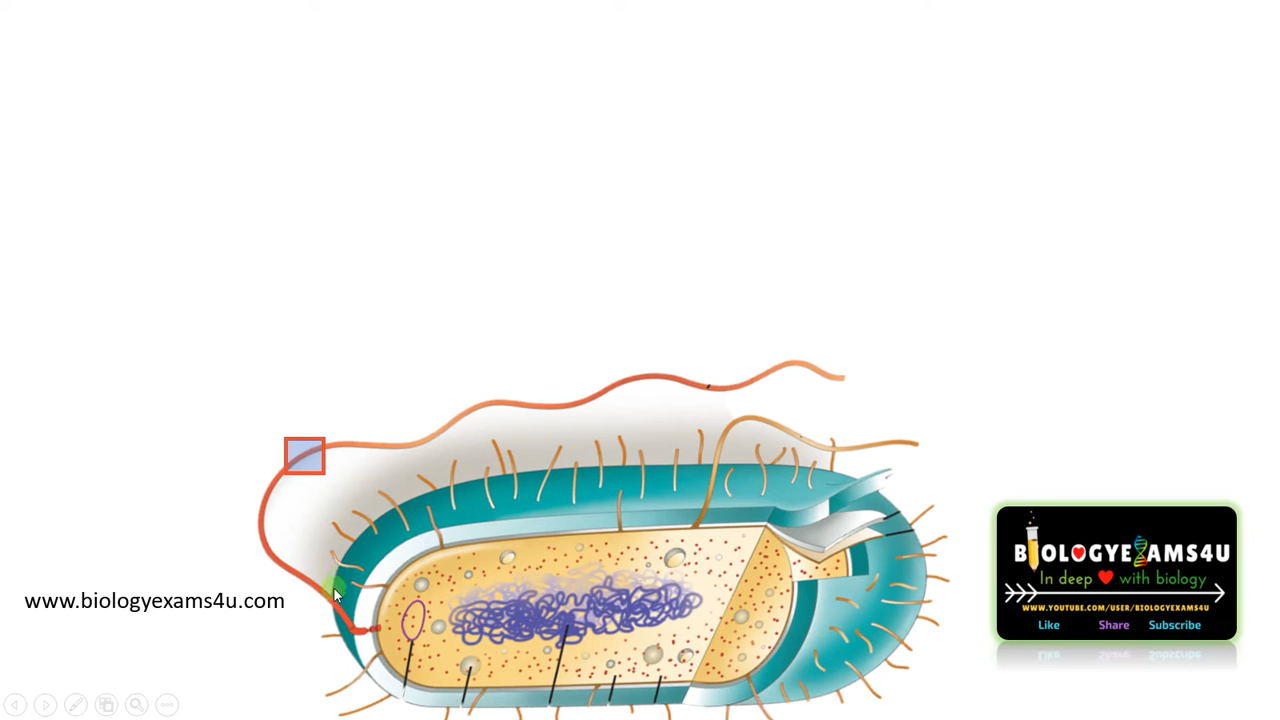 www.biologyexams4u.com
BIOLOGYEXAMS4U
In deep with biology
WWW.YOUTUBE.COM/USER/BIOLOGYEXAMS4U
Like Share Subscribe